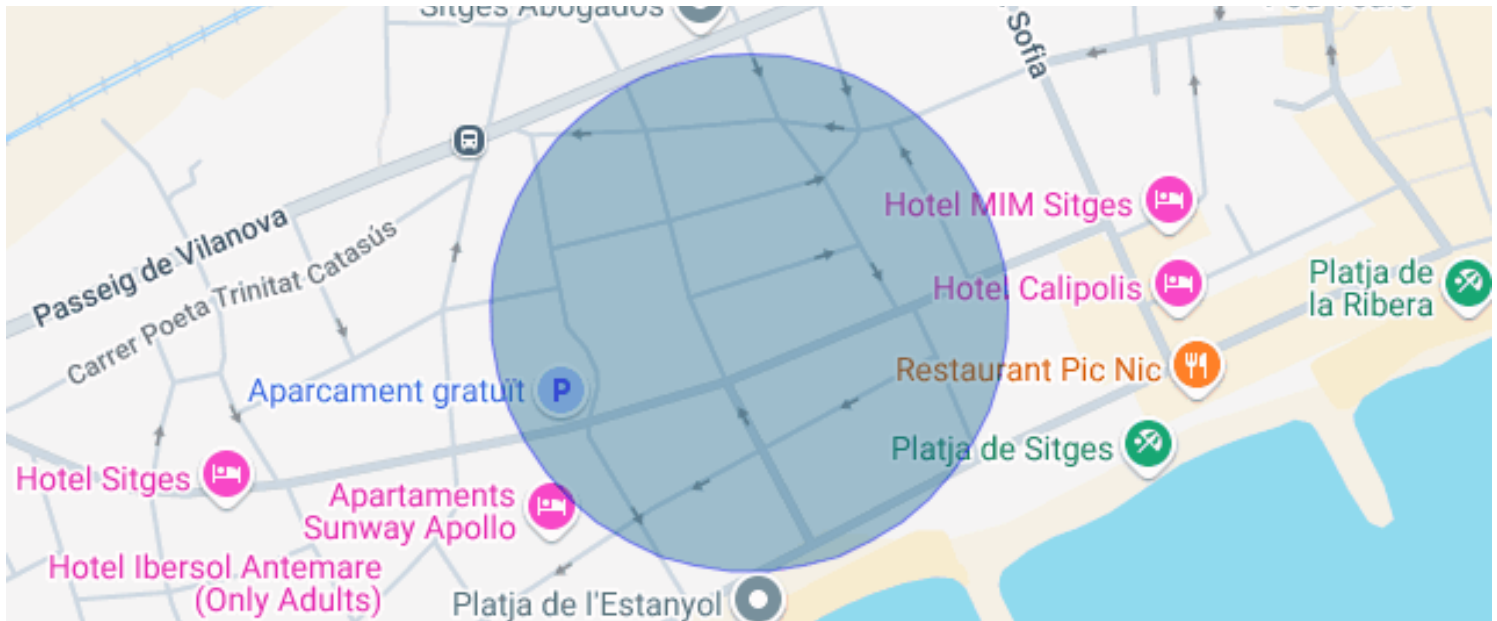 Sitges Abogados
Sofia
Passeig de Vilanova
Carrer Poeta Trinitat Catasús
Hotel MIM Sitges
Hotel Calipolis
Platja de
la Ribera
Restaurant Pic Nic
Aparcament gratuït
P
Platja de Sitges
Hotel Sitges
Apartaments
Sunway Apollo
Hotel Ibersol Antemare
(Only Adults)
Platja de l'Estanyol